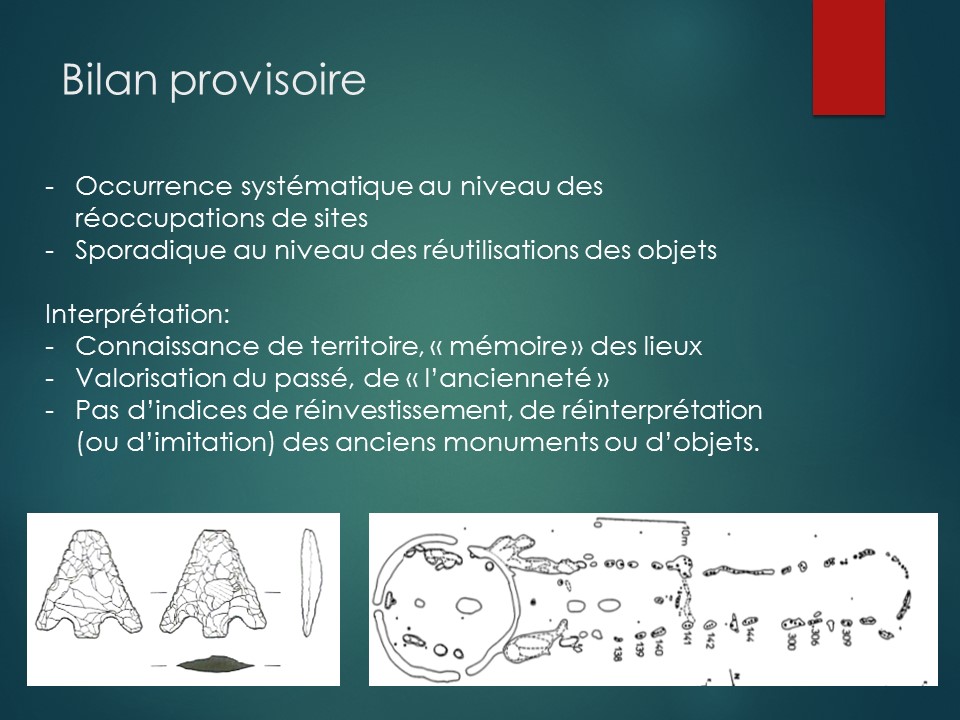 Bilan provisoire
- Occurrence systématique au niveau des
réoccupations de sites
- Sporadique au niveau des réutilisations des objets
Interprétation:
- Connaissance de territoire, « mémoire » des lieux
- Valorisation du passé, de « l’ancienneté »
- Pas d’indices de réinvestissement, de réinterprétation
(ou d’imitation) des anciens monuments ou d’objets.
0 10m
138 139 140 141 142 144 300 306 309
N